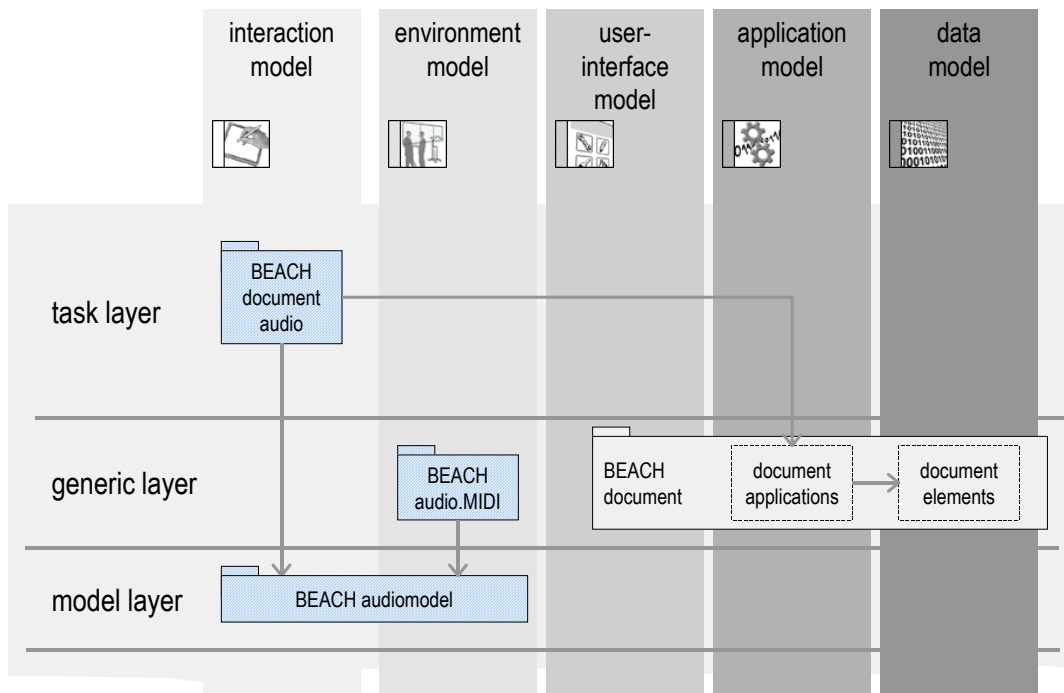 interaction
model
environment
model
user-
interface
model
application
model
data
model
task layer
BEACH
document
audio
generic layer
BEACH
audio.MIDI
BEACH
document
document
applications
document
elements
model layer
BEACH audiomodel